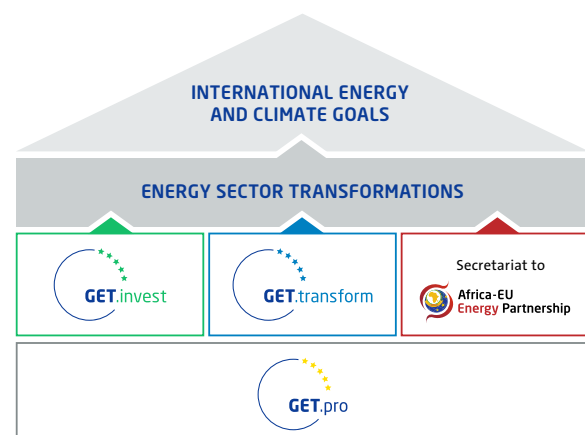 INTERNATIONAL ENERGY
AND CLIMATE GOALS
ENERGY SECTOR TRANSFORMATIONS
GET.invest
GET.transform
Secretariat to
Africa-EU
Energy Partnership
GET.pro